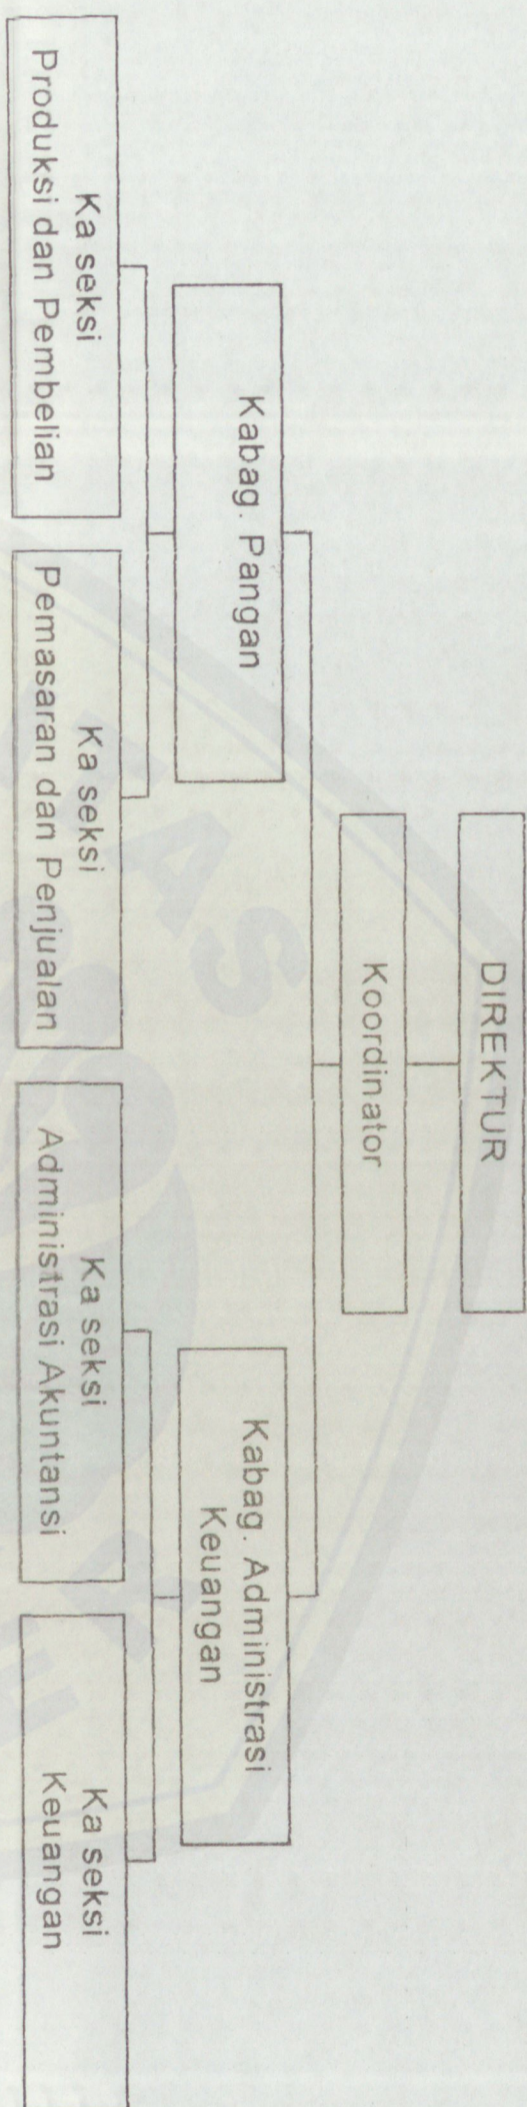 DIREKTUR
Koordinator
Kabag. Pangan
Kabag. Administrasi
Keuangan
Ka seksi
Produksi dan Pembelian
Ka seksi
Pemasaran dan Penjualan
Ka seksi
Administrasi Akuntansi
Ka seksi
Keuangan